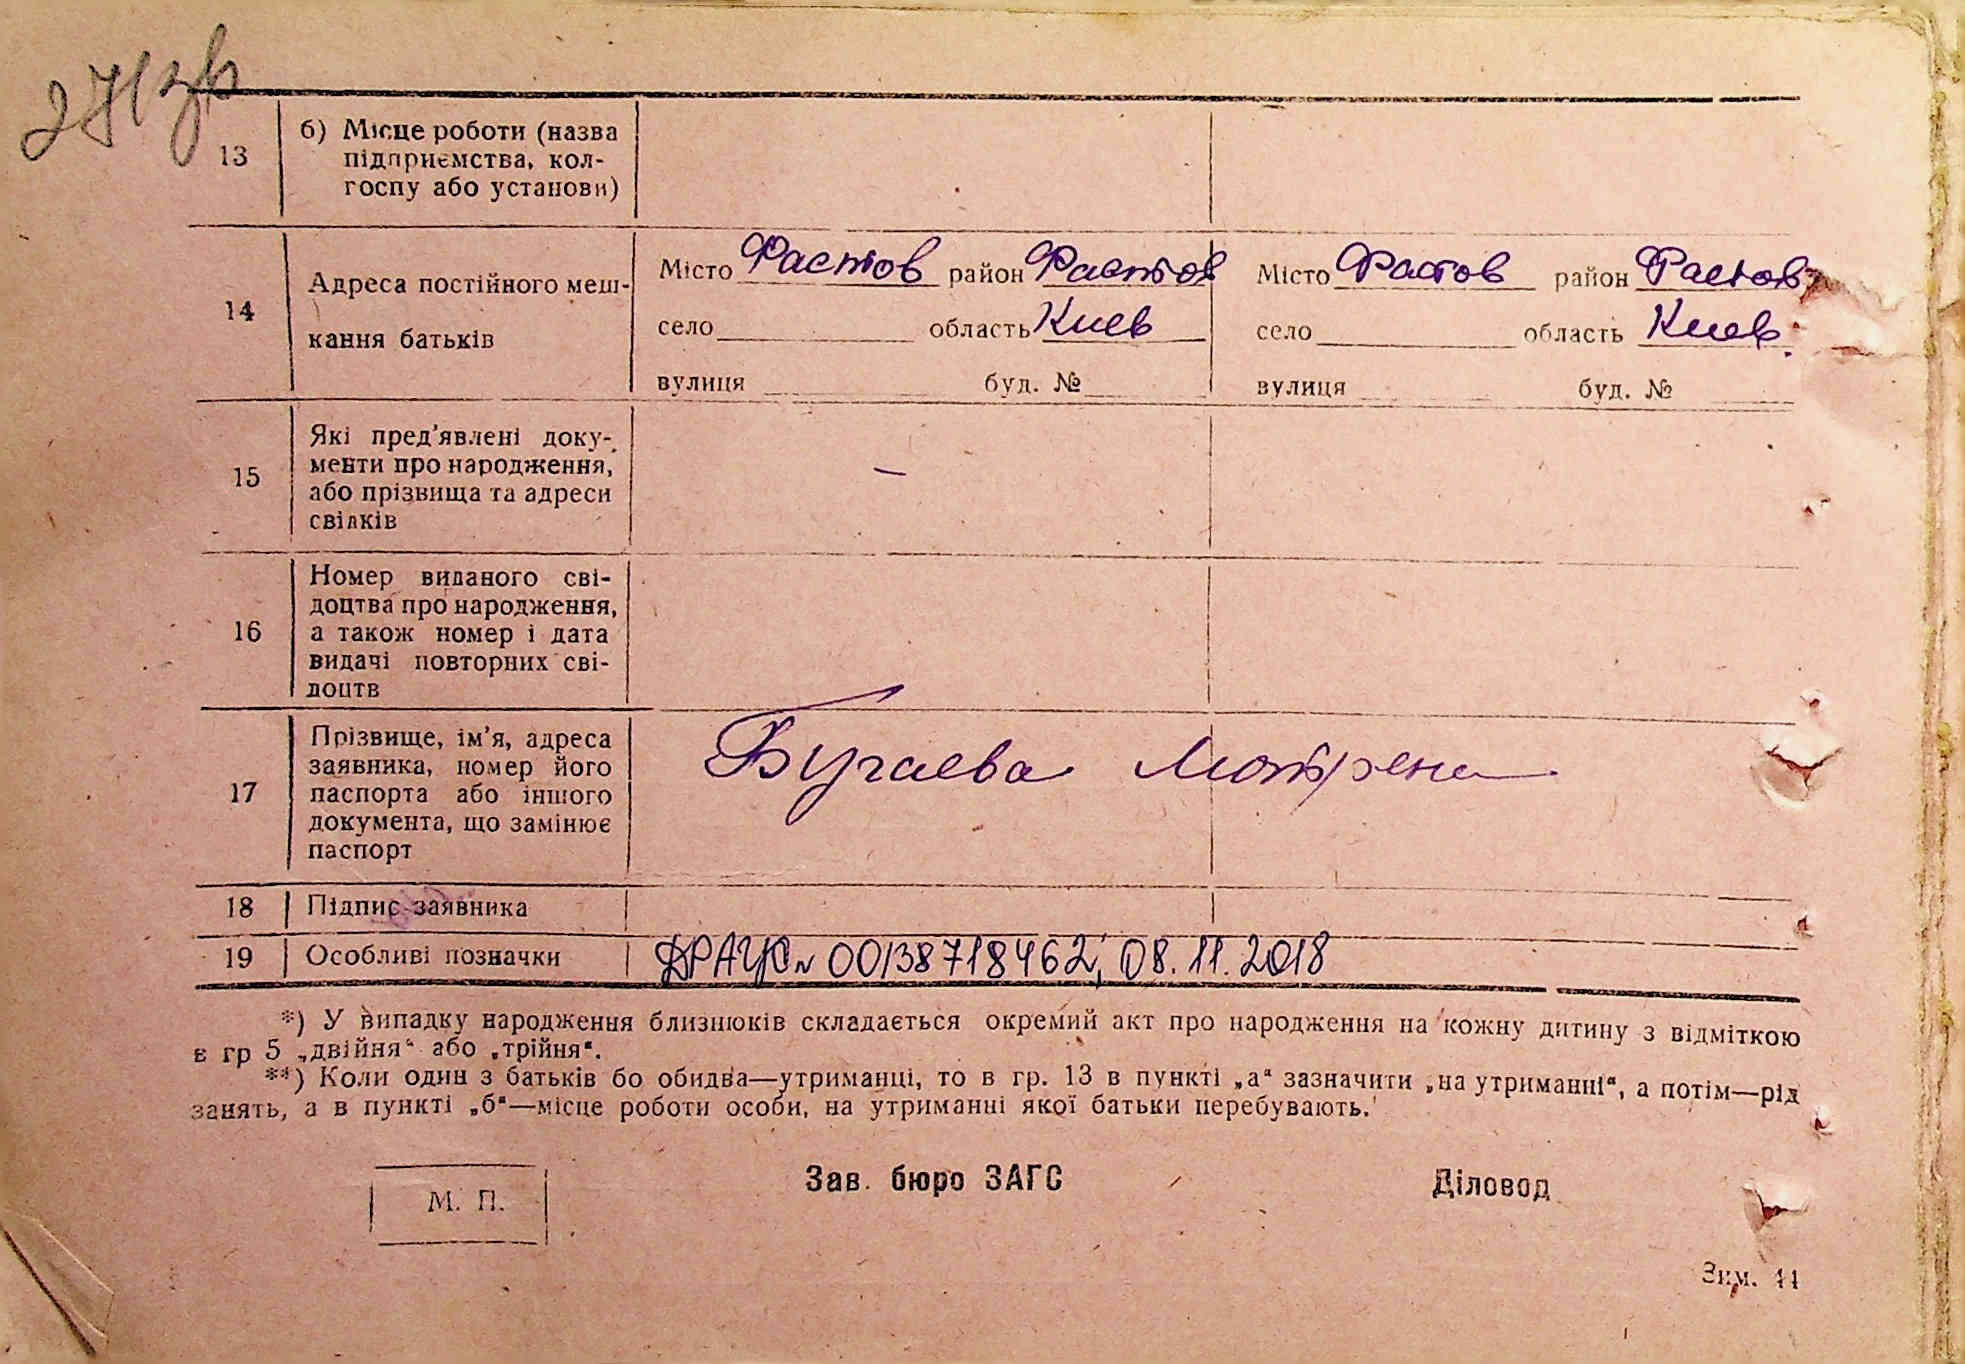 271 зв
13
б) Місце роботи (назва
підприємства, кол-
госпу або установи)
14
Адреса постійного меш-
кання батьків
Місто Фастов район Фастов
село область Киев
вулиця буд. №
Місто Фастов район Фастов
село область Киев
вулиця буд. №
15
Які пред'явлені доку-
менти про народження,
або прізвища та адреси
свідків
–
16
Номер виданого сві-
доцтва про народження,
а також номер і дата
видачі повторних сві-
доцтв
17
Прізвище, ім'я, адреса
заявника, номер його
паспорта або іншого
документа, що замінює
паспорт
Бугаева Мотрена
18 Підпис заявника
19 Особливі позначки ДРАЦС № 00138718462, 08.11.2018
*) У випадку народження близнюків складається окремий акт про народження на кожну дитину з відміткою
в гр 5 „двійня“ або „трійня“.
**) Коли один з батьків бо обидва—утриманці, то в гр. 13 в пункті „а“ зазначити „на утриманні“, а потім—рід
занять, а в пункті „б“—місце роботи особи, на утриманні якої батьки перебувають.
М. П.
Зав. бюро ЗАГС
Діловод
Зам. 11